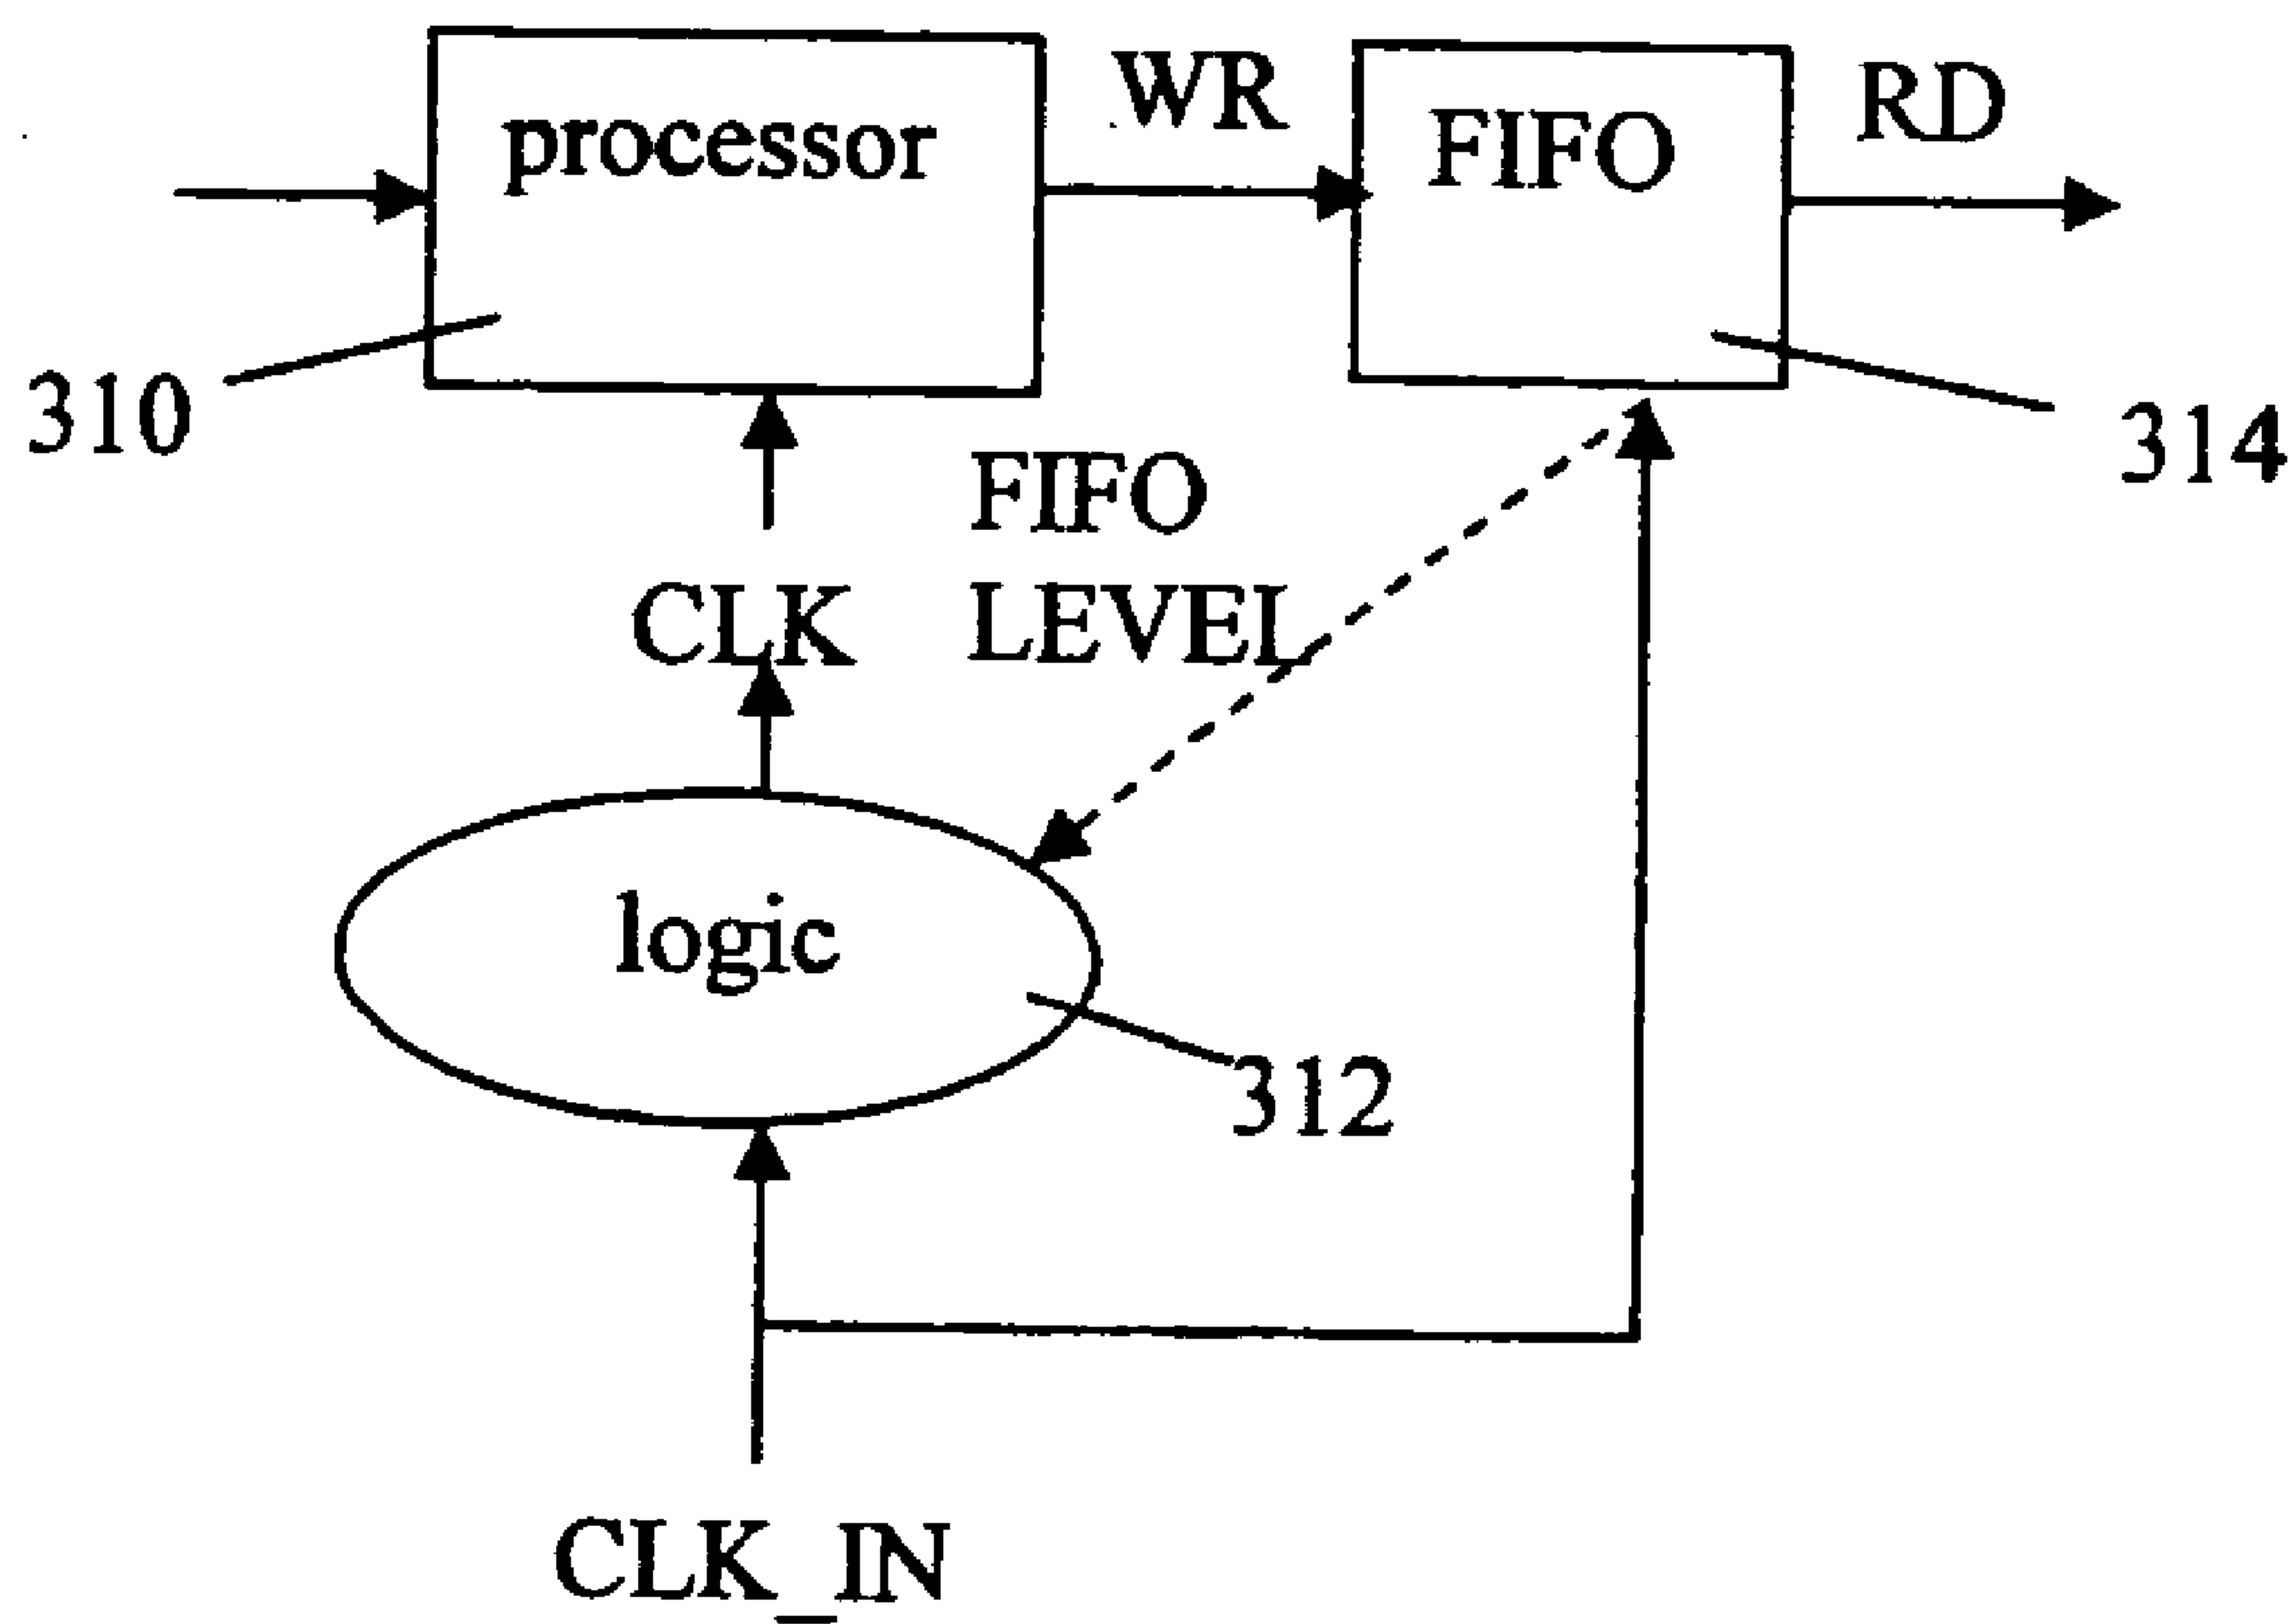 processor
WR
FIFO
RD
310
314
FIFO
LEVEL
CLK
logic
312
CLK_IN